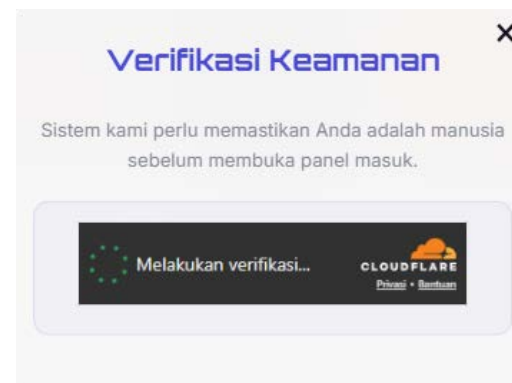 Verifikasi Keamanan
Sistem kami perlu memastikan Anda adalah manusia
sebelum membuka panel masuk.
Melakukan verifikasi...
CLOUDFLARE
Privasi • Bantuan